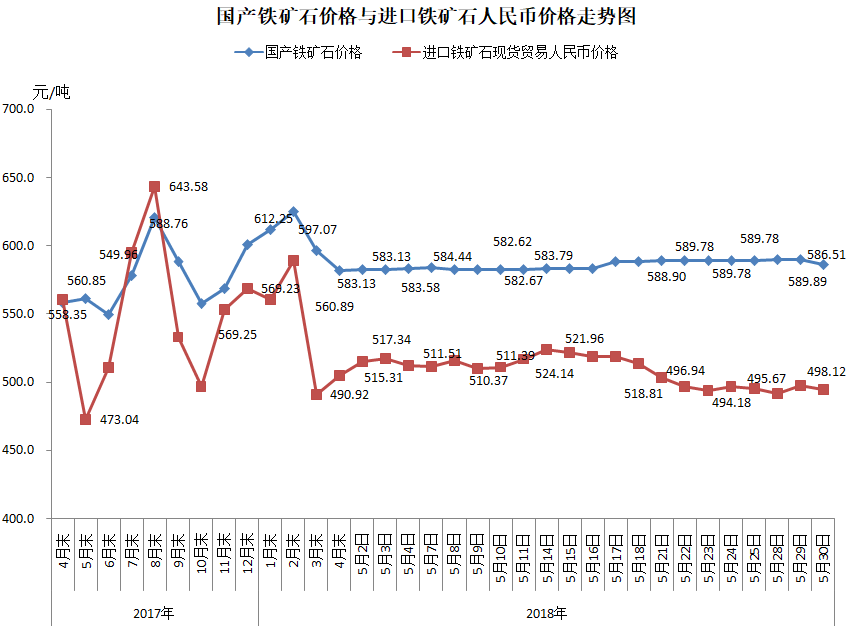 国产铁矿石价格与进口铁矿石人民币价格走势图
国产铁矿石价格 进口铁矿石现货贸易人民币价格
元/吨
700.0
650.0
600.0
550.0
500.0
450.0
400.0
643.58
588.76
612.25
597.07
549.96
560.85
558.35
569.23
569.25
560.89
473.04
490.92
583.13
583.13
583.58
584.44
582.62
582.67
583.79
588.90
589.78
589.78
589.78
589.89
586.51
515.31
517.34
511.51
510.37
511.39
524.14
521.96
518.81
496.94
494.18
495.67
498.12
4月末
5月末
6月末
7月末
8月末
9月末
10月末
11月末
12月末
1月末
2月末
3月末
4月末
5月2日
5月3日
5月4日
5月7日
5月8日
5月9日
5月10日
5月11日
5月14日
5月15日
5月16日
5月17日
5月18日
5月21日
5月22日
5月23日
5月24日
5月25日
5月28日
5月29日
5月30日
2017年 2018年